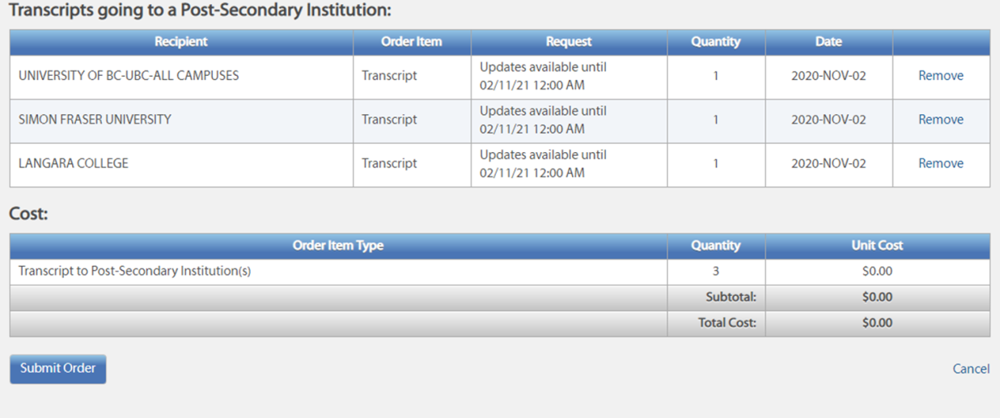 Transcripts going to a Post-Secondary Institution:
Recipient Order Item Request Quantity Date
UNIVERSITY OF BC-UBC-ALL CAMPUSES Transcript Updates available until 02/11/21 12:00 AM 1 2020-NOV-02 Remove
SIMON FRASER UNIVERSITY Transcript Updates available until 02/11/21 12:00 AM 1 2020-NOV-02 Remove
LANGARA COLLEGE Transcript Updates available until 02/11/21 12:00 AM 1 2020-NOV-02 Remove
Cost:
Order Item Type Quantity Unit Cost
Transcript to Post-Secondary Institution(s) 3 $0.00
Subtotal: $0.00
Total Cost: $0.00
Submit Order Cancel